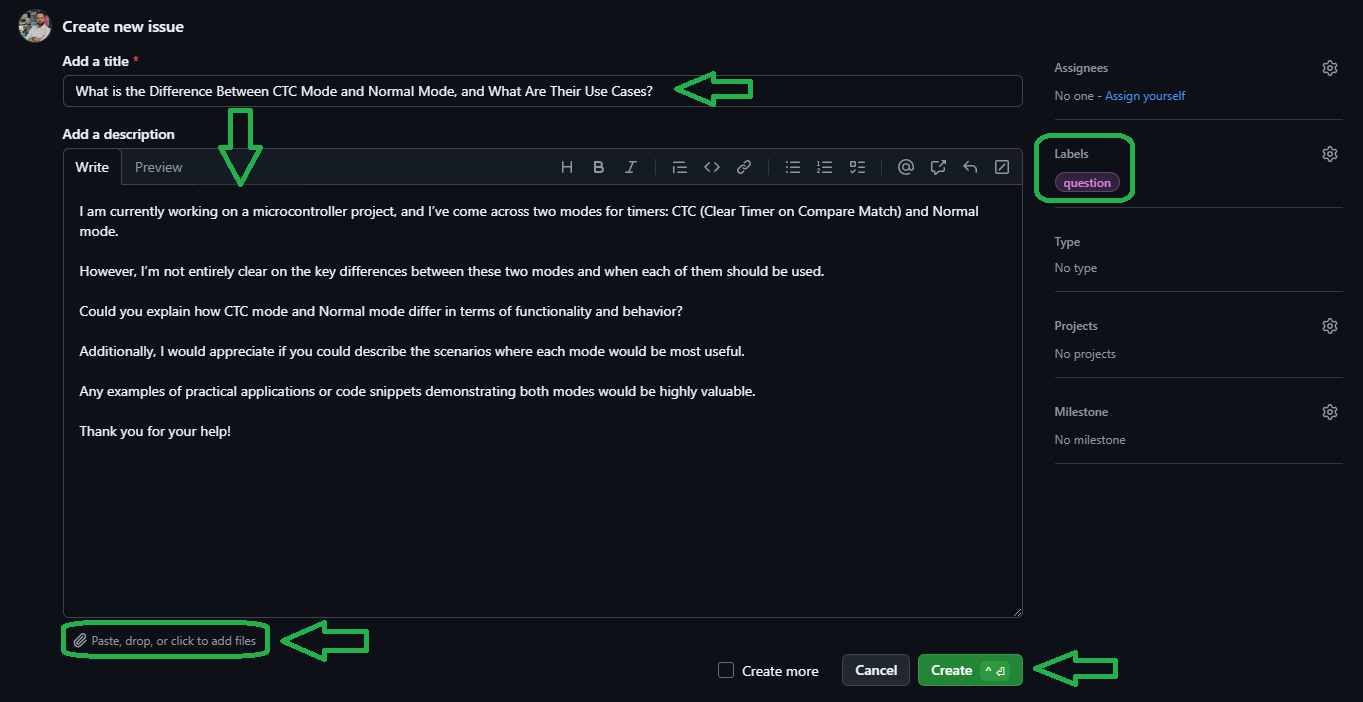 Create new issue
Add a title *
What is the Difference Between CTC Mode and Normal Mode, and What Are Their Use Cases?
Add a description
Write
Preview
I am currently working on a microcontroller project, and I've come across two modes for timers: CTC (Clear Timer on Compare Match) and Normal
mode.
However, I'm not entirely clear on the key differences between these two modes and when each of them should be used.
Could you explain how CTC mode and Normal mode differ in terms of functionality and behavior?
Additionally, I would appreciate if you could describe the scenarios where each mode would be most useful.
Any examples of practical applications or code snippets demonstrating both modes would be highly valuable.
Thank you for your help!
Paste, drop, or click to add files
Create more
Cancel
Create
Assignees
No one - Assign yourself
Labels
question
Type
No type
Projects
No projects
Milestone
No milestone